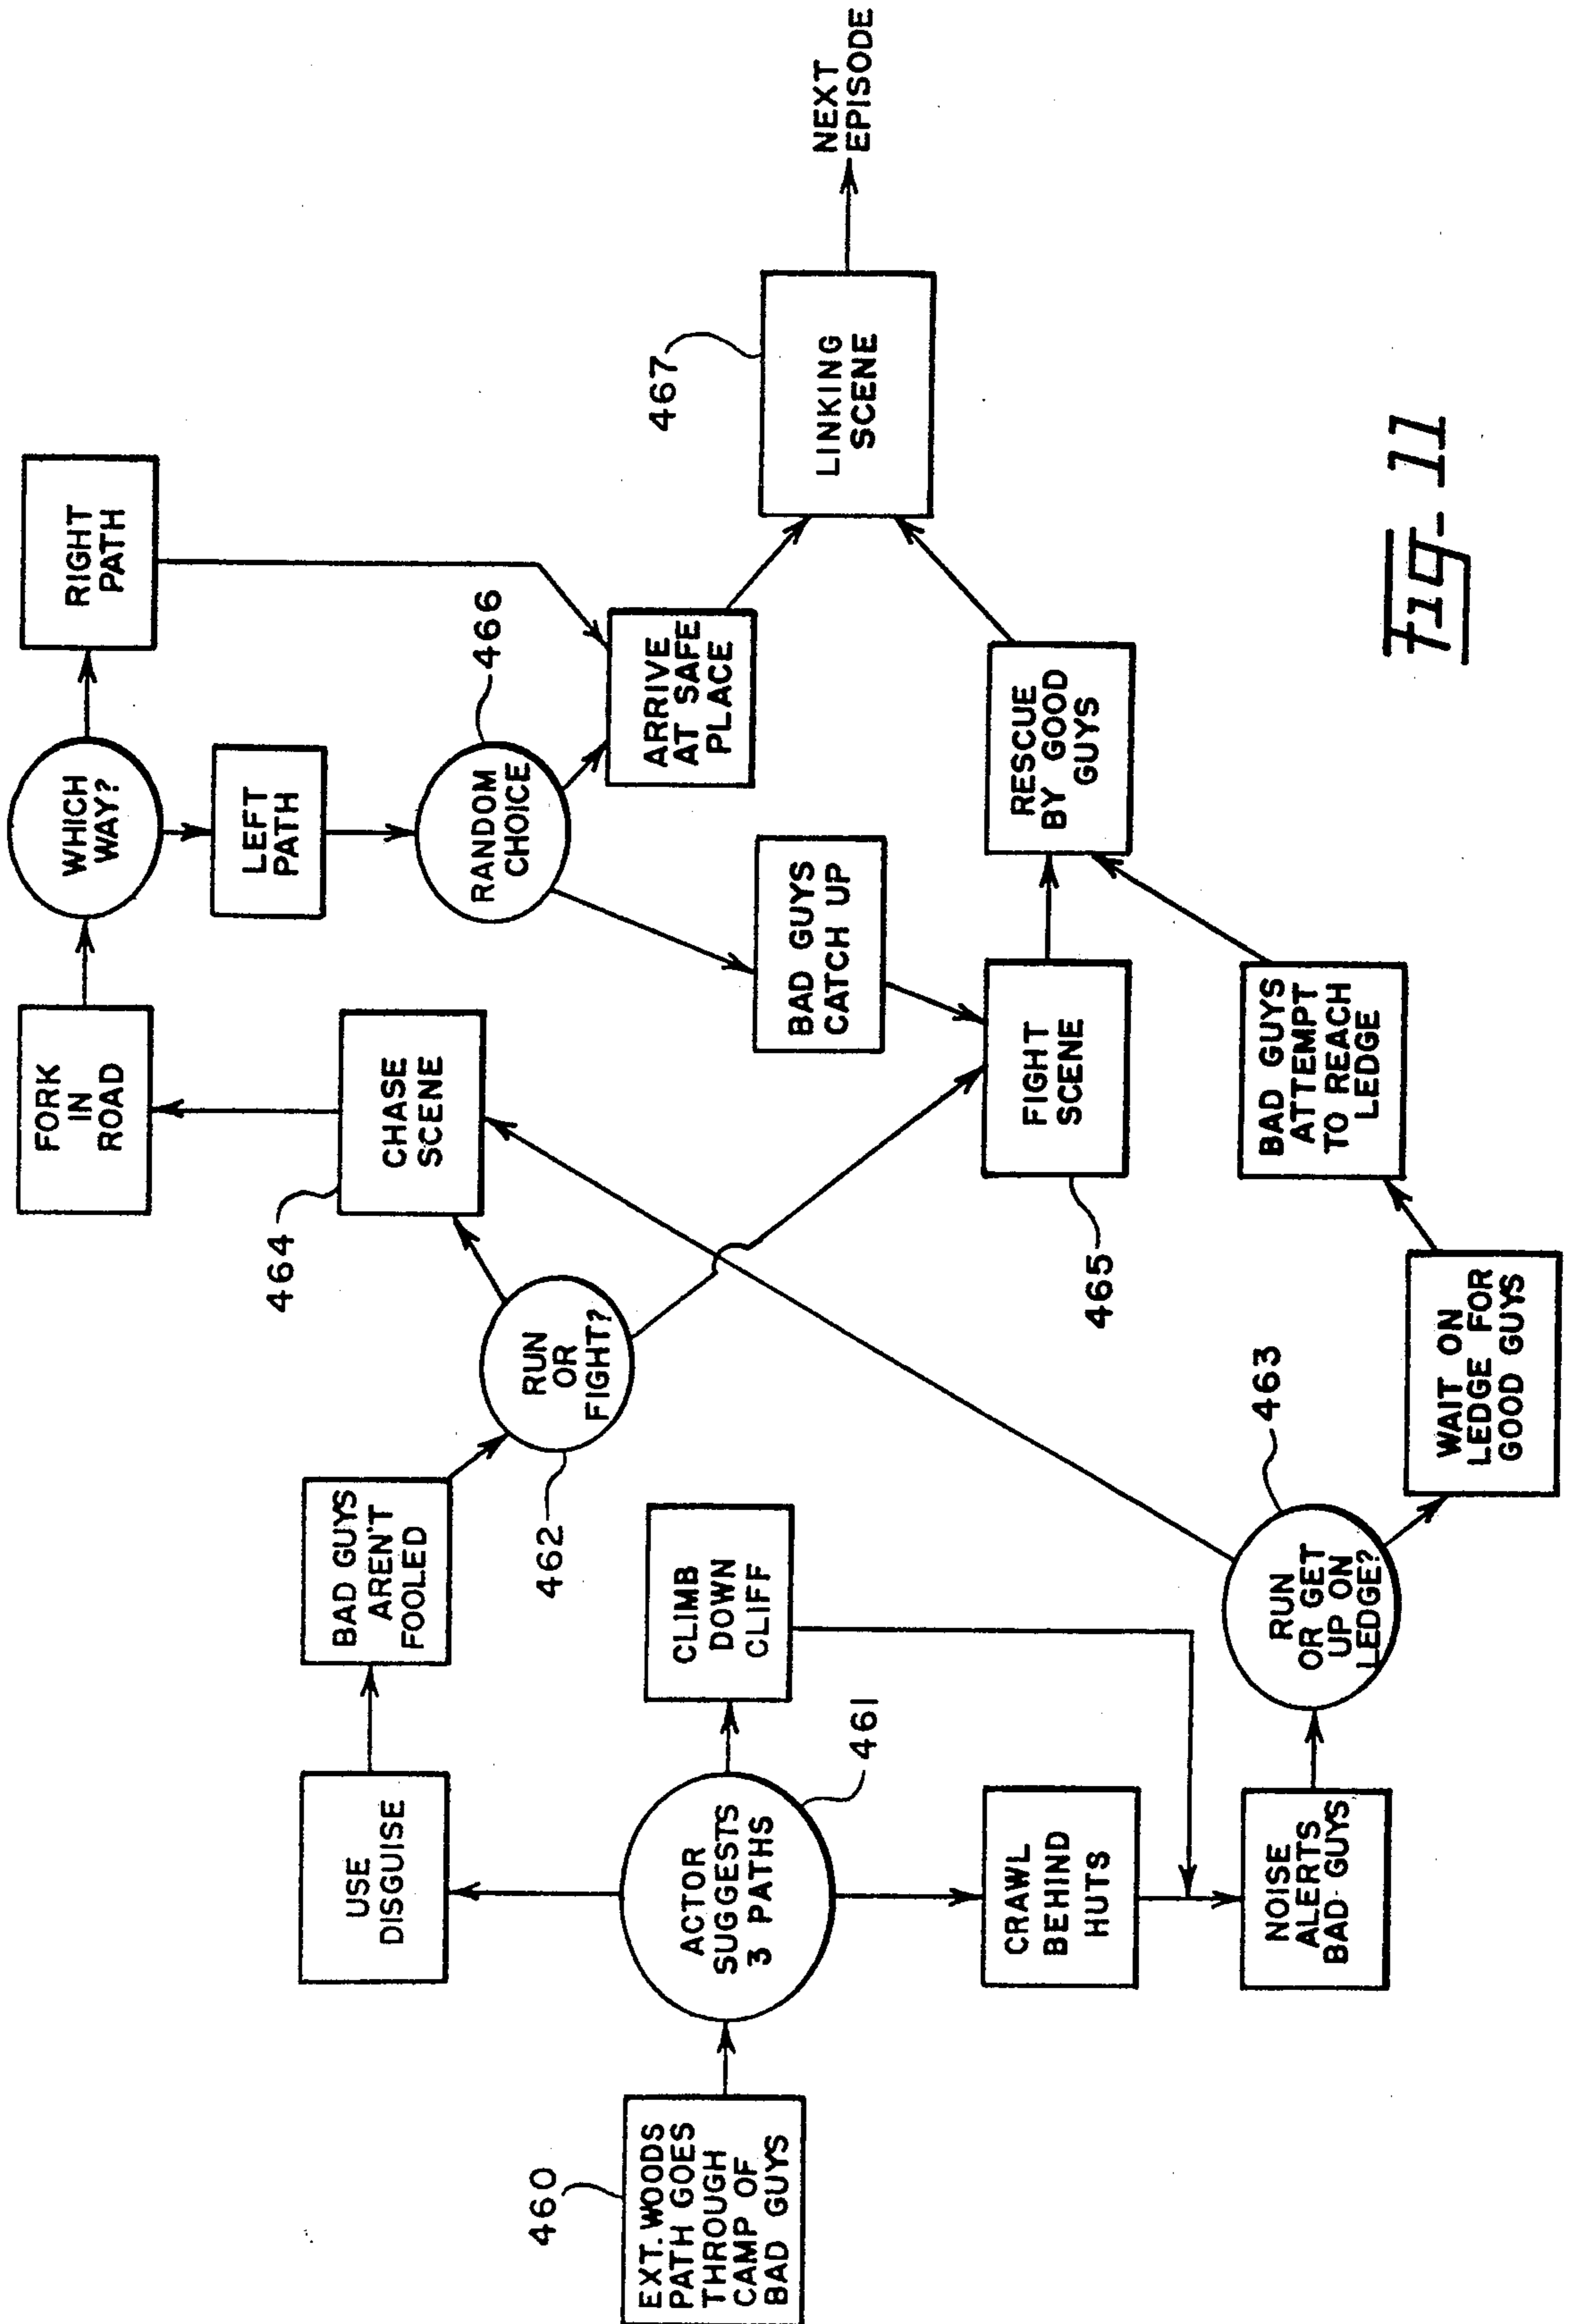 EXT. WOODS
PATH GOES
THROUGH
CAMP OF
BAD GUYS
460
ACTOR
SUGGESTS
3 PATHS
461
USE
DISGUISE
BAD GUYS
AREN'T
FOOLED
RUN
OR
FIGHT?
462
CLIMB
DOWN
CLIFF
CRAWL
BEHIND
HUTS
NOISE
ALERTS
BAD GUYS
RUN
OR GET
UP ON
LEDGE?
463
WAIT ON
LEDGE FOR
GOOD GUYS
BAD GUYS
ATTEMPT
TO REACH
LEDGE
CHASE
SCENE
464
FORK
IN
ROAD
WHICH
WAY?
RIGHT
PATH
LEFT
PATH
RANDOM
CHOICE
466
BAD GUYS
CATCH UP
FIGHT
SCENE
465
ARRIVE
AT SAFE
PLACE
RESCUE
BY GOOD
GUYS
LINKING
SCENE
467
NEXT
EPISODE
Fig-11